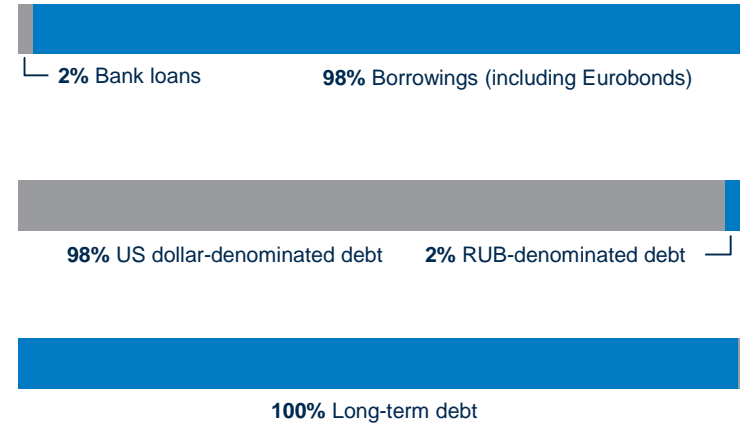 2% Bank loans
98% Borrowings (including Eurobonds)
98% US dollar-denominated debt
2% RUB-denominated debt
100% Long-term debt